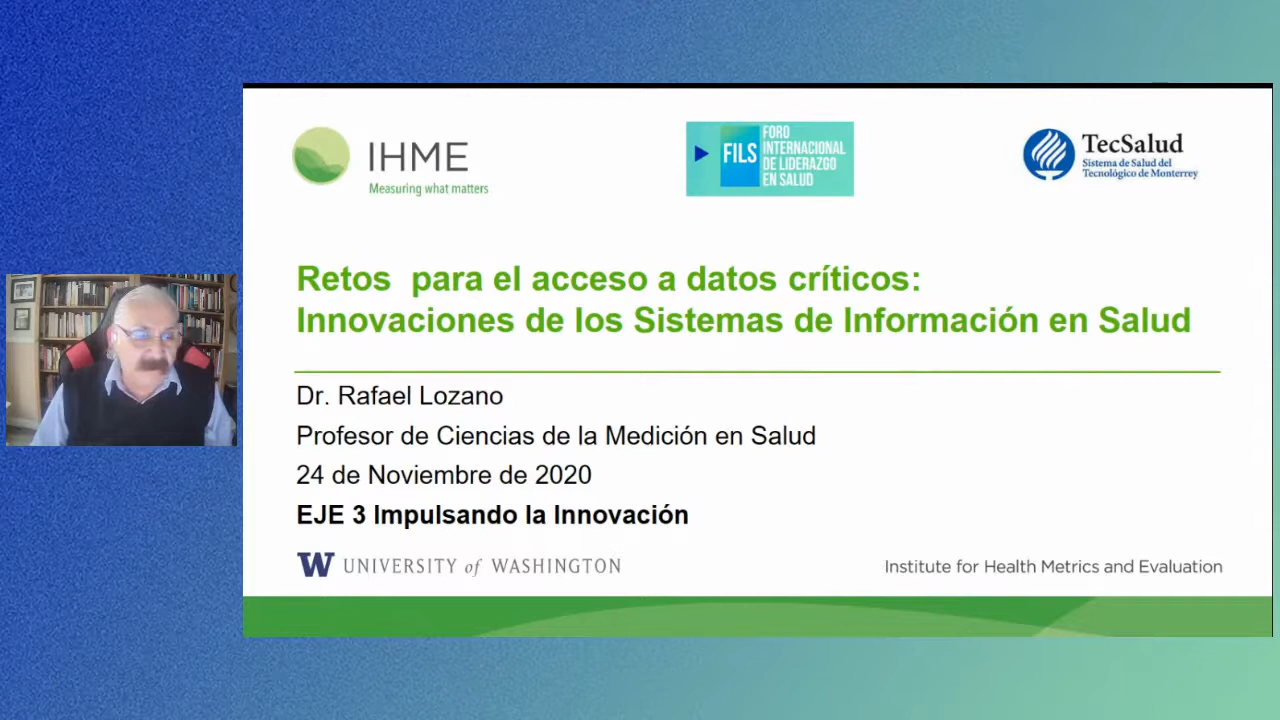 IHME
Measuring what matters
FILS
FORO
INTERNACIONAL
DE LIDERAZGO
EN SALUD
TecSalud
Sistema de Salud del
Tecnológico de Monterrey
Retos para el acceso a datos críticos:
Innovaciones de los Sistemas de Información en Salud
Dr. Rafael Lozano
Profesor de Ciencias de la Medición en Salud
24 de Noviembre de 2020
EJE 3 Impulsando la Innovación
W UNIVERSITY of WASHINGTON
Institute for Health Metrics and Evaluation